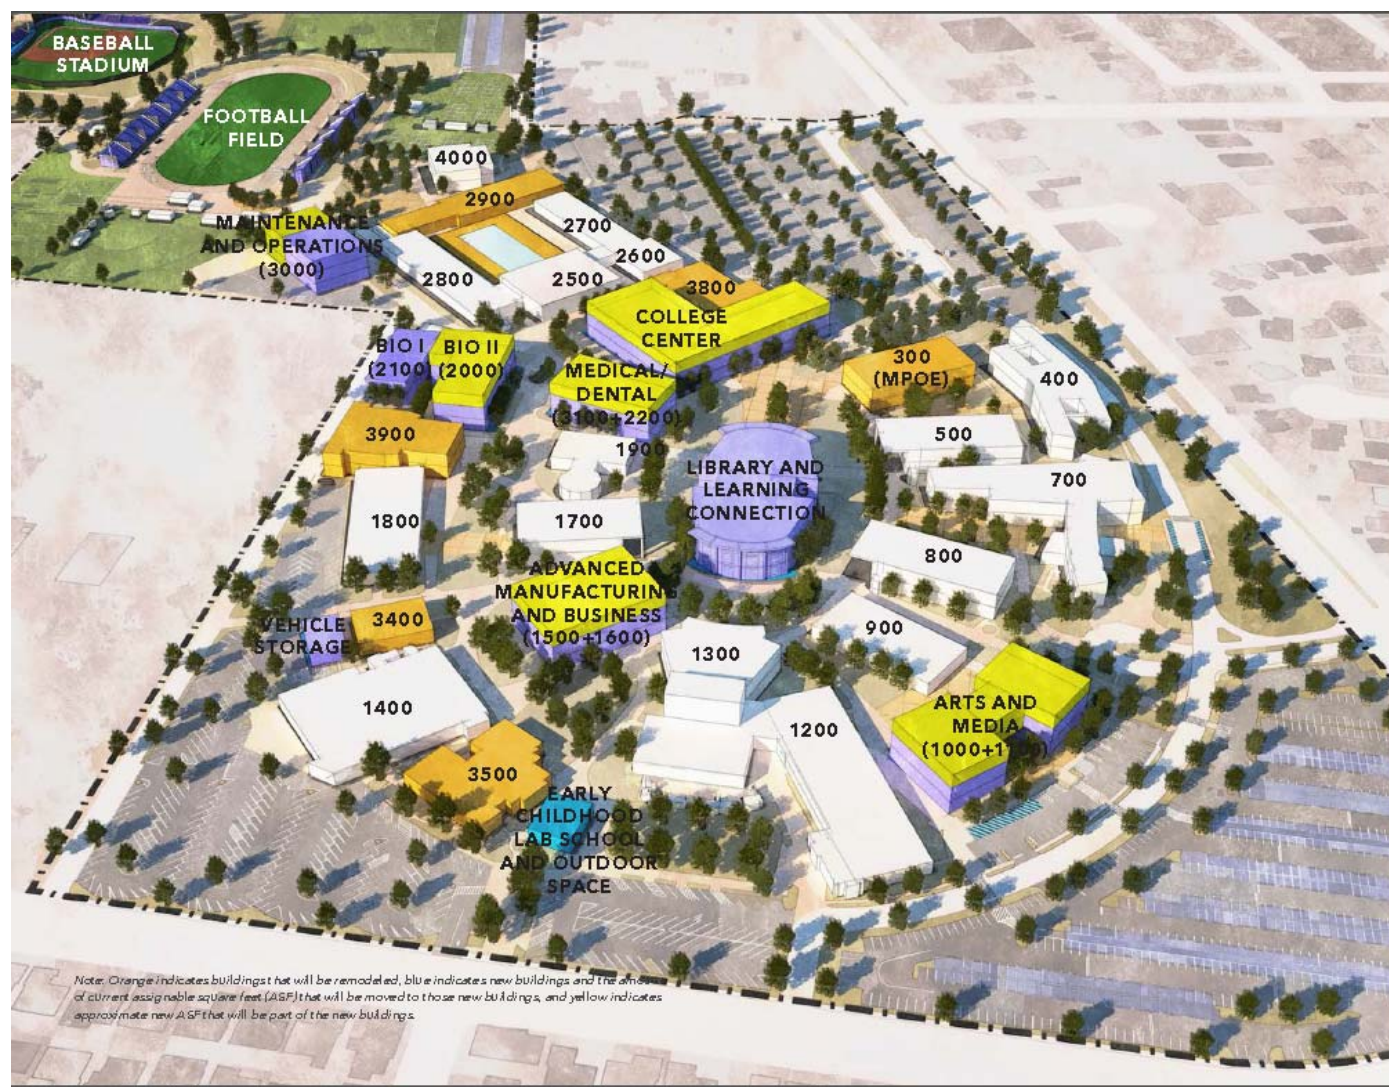 BASEBALL
STADIUM
FOOTBALL
FIELD
4000
2900
2700
MAINTENANCE
AND OPERATIONS
(3000)
2600
2800
2500
3800
COLLEGE
CENTER
BIO I
(2100)
BIO II
(2000)
MEDICAL/
DENTAL
(3100+2200)
300
(MPOE)
400
3900
1900
500
LIBRARY AND
LEARNING
CONNECTION
700
1800
1700
800
ADVANCED
MANUFACTURING
AND BUSINESS
(1500+1600)
VEHICLE
STORAGE
3400
900
1300
1400
1200
ARTS AND
MEDIA
3500
EARLY
CHILDHOOD
LAB SCHOOL
AND OUTDOOR
SPACE
Note: Orange indicates buildings that will be remodeled, blue indicates new buildings and the amount
of current assignable square feet (ASF) that will be moved to those new buildings, and yellow indicates
approximate new ASF that will be part of the new buildings.